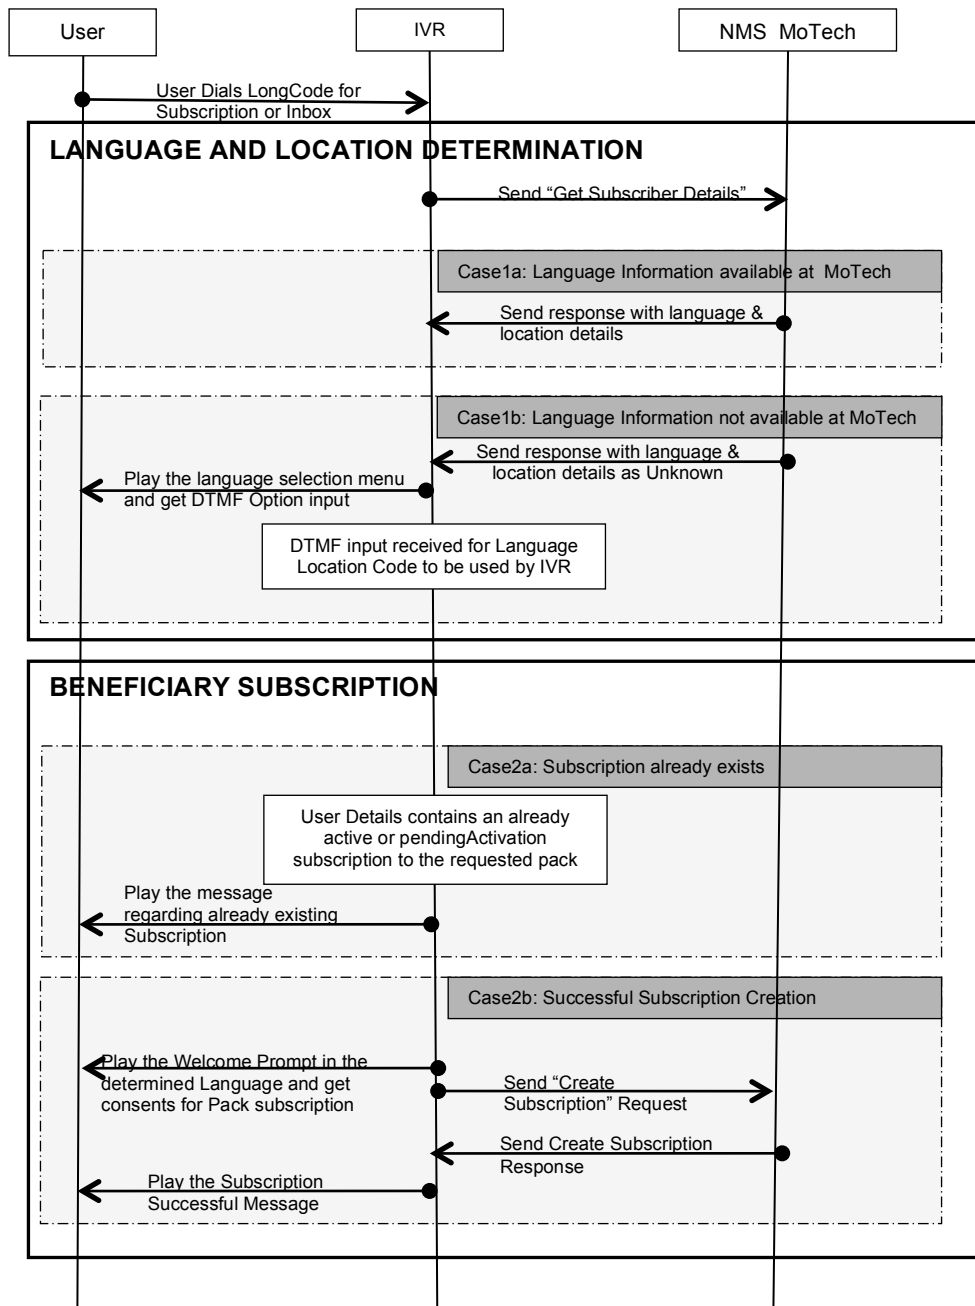 User
IVR
NMS MoTech
User Dials LongCode for
Subscription or Inbox
LANGUAGE AND LOCATION DETERMINATION
Send “Get Subscriber Details”
Case1a: Language Information available at MoTech
Send response with language &
location details
Case1b: Language Information not available at MoTech
Send response with language &
location details as Unknown
Play the language selection menu
and get DTMF Option input
DTMF input received for Language
Location Code to be used by IVR
BENEFICIARY SUBSCRIPTION
Case2a: Subscription already exists
User Details contains an already
active or pendingActivation
subscription to the requested pack
Play the message
regarding already existing
Subscription
Case2b: Successful Subscription Creation
Play the Welcome Prompt in the
determined Language and get
consents for Pack subscription
Send “Create
Subscription” Request
Send Create Subscription
Response
Play the Subscription
Successful Message